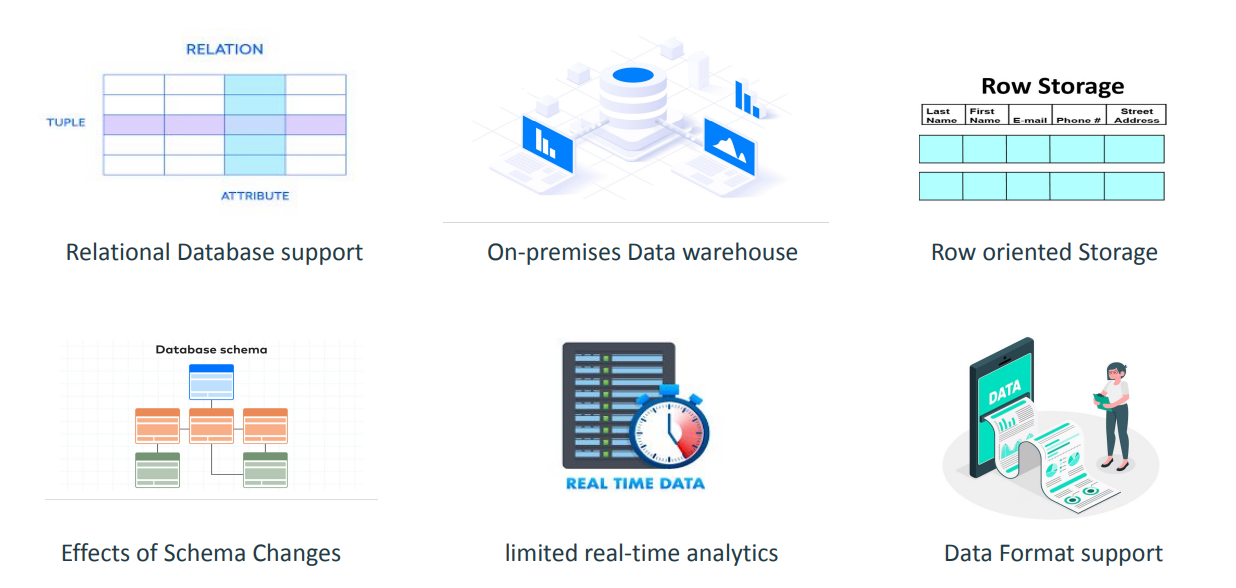 RELATION
TUPLE
ATTRIBUTE
Relational Database support
On-premises Data warehouse
Row Storage
Last Name First Name E-mail Phone # Street Address
Row oriented Storage
Database schema
Effects of Schema Changes
REAL TIME DATA
limited real-time analytics
DATA
Data Format support